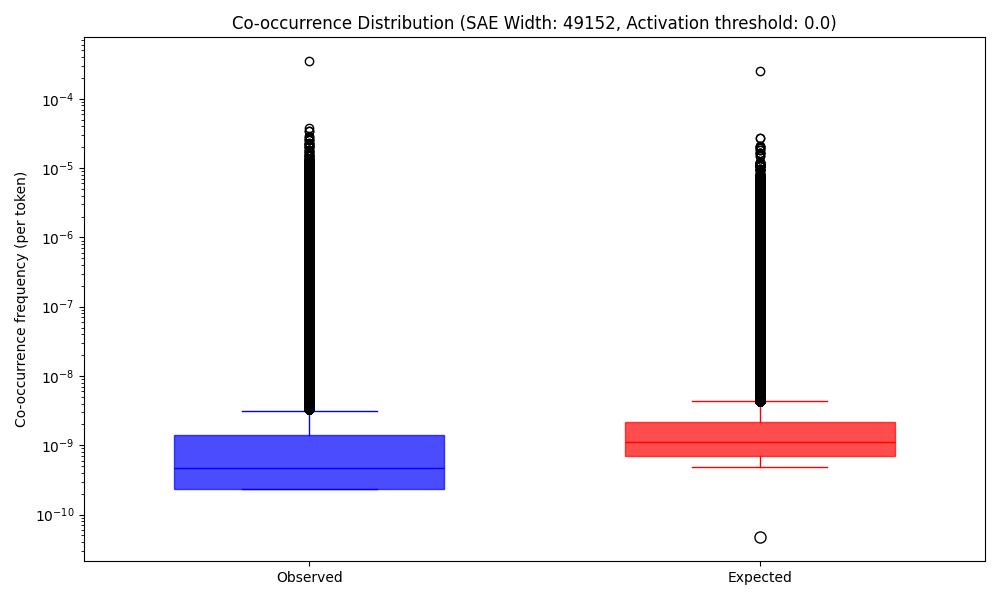 Co-occurrence Distribution (SAE Width: 49152, Activation threshold: 0.0)
Co-occurrence frequency (per token)
10⁻⁴
10⁻⁵
10⁻⁶
10⁻⁷
10⁻⁸
10⁻⁹
10⁻¹⁰
Observed
Expected